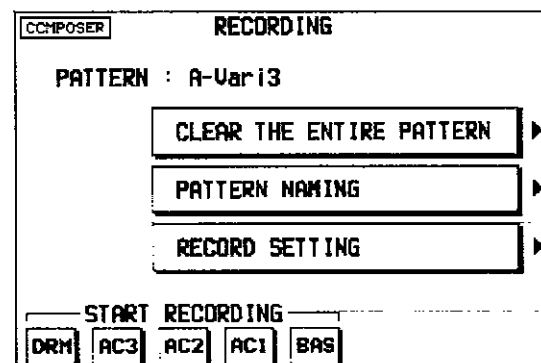 COMPOSER RECORDING
PATTERN : A-Vari3
CLEAR THE ENTIRE PATTERN
PATTERN NAMING
RECORD SETTING
START RECORDING
DRM AC3 AC2 AC1 BAS